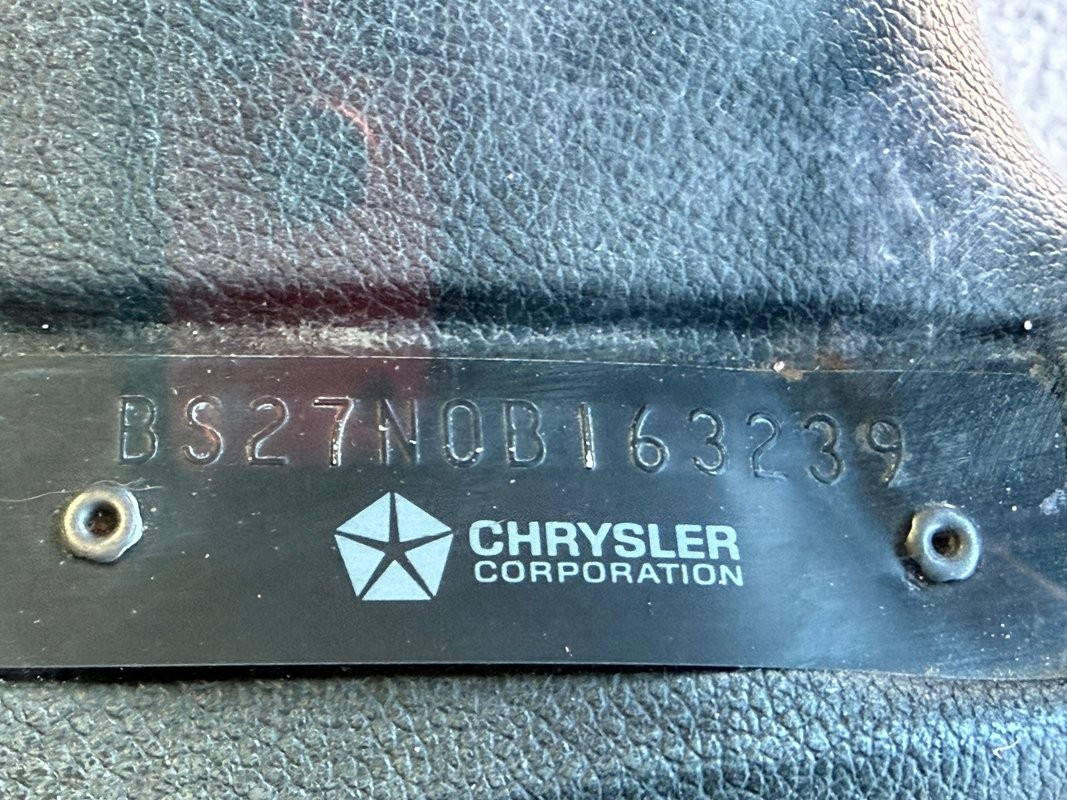 BS27N0B163239
CHRYSLER
CORPORATION